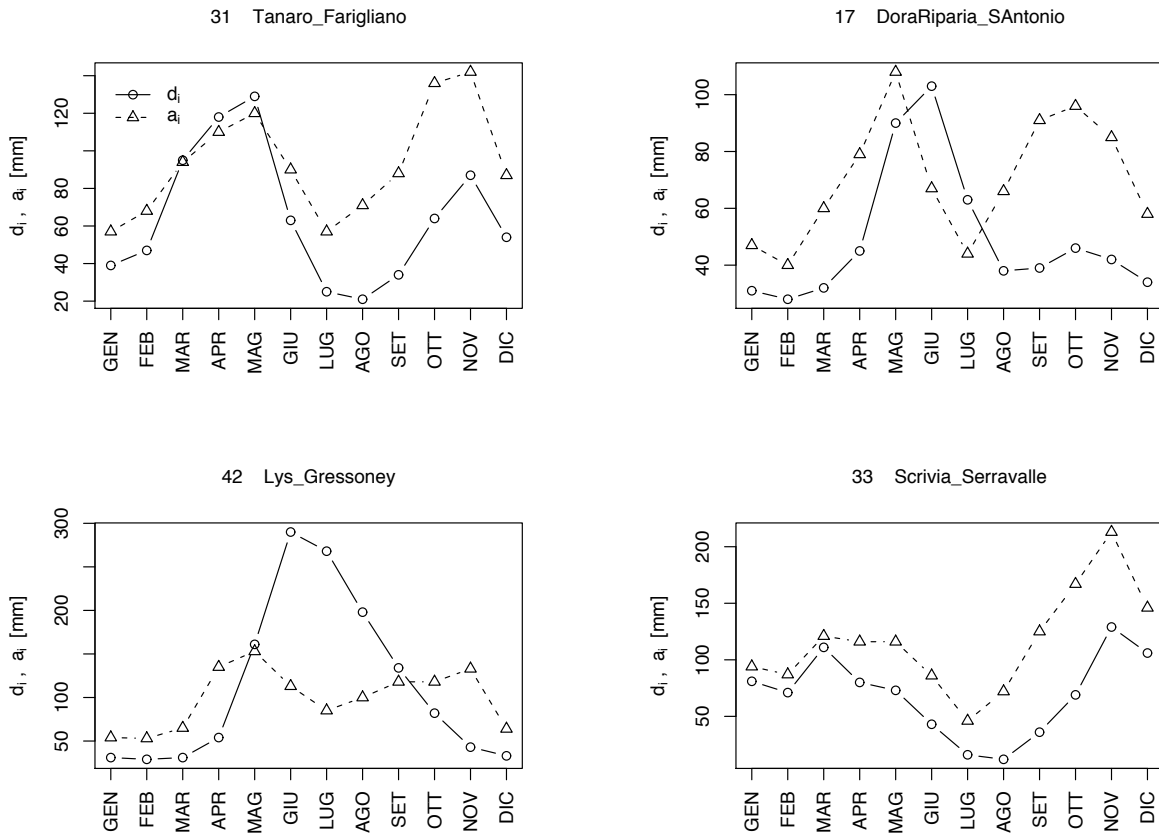 31 Tanaro_Farigliano
d_i
a_i
d_i , a_i [mm]
20 40 60 80 120
GEN FEB MAR APR MAG GIU LUG AGO SET OTT NOV DIC
17 DoraRiparia_SAntonio
d_i , a_i [mm]
40 60 80 100
GEN FEB MAR APR MAG GIU LUG AGO SET OTT NOV DIC
42 Lys_Gressoney
d_i , a_i [mm]
50 100 200 300
GEN FEB MAR APR MAG GIU LUG AGO SET OTT NOV DIC
33 Scrivia_Serravalle
d_i , a_i [mm]
50 100 150 200
GEN FEB MAR APR MAG GIU LUG AGO SET OTT NOV DIC